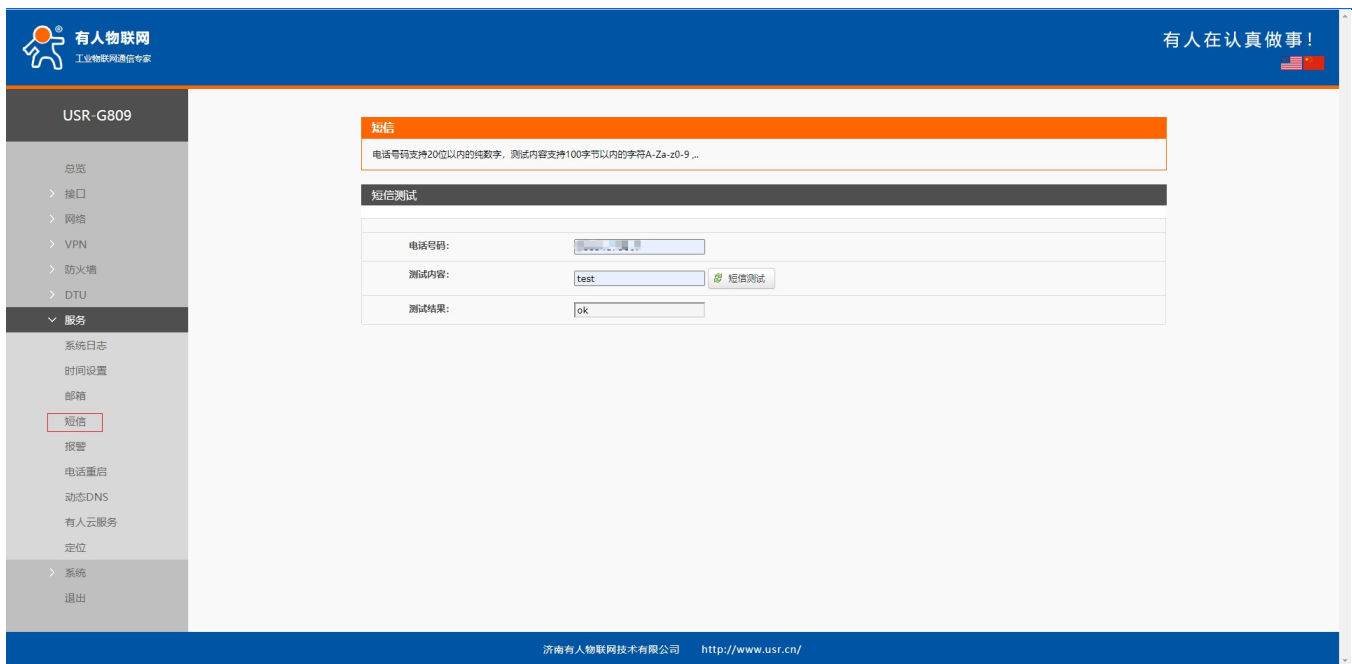 有人物联网
®
工业物联网通信专家
有人在认真做事!
USR-G809
总览
接口
网络
VPN
防火墙
DTU
服务
系统日志
时间设置
邮箱
短信
报警
电话重启
动态DNS
有人云服务
定位
系统
退出
短信
电话号码支持20位以内的纯数字，测试内容支持100字节以内的字符A-Za-z0-9 ,..
短信测试
电话号码:
测试内容: test 短信测试
测试结果: ok
济南有人物联网技术有限公司 http://www.usr.cn/